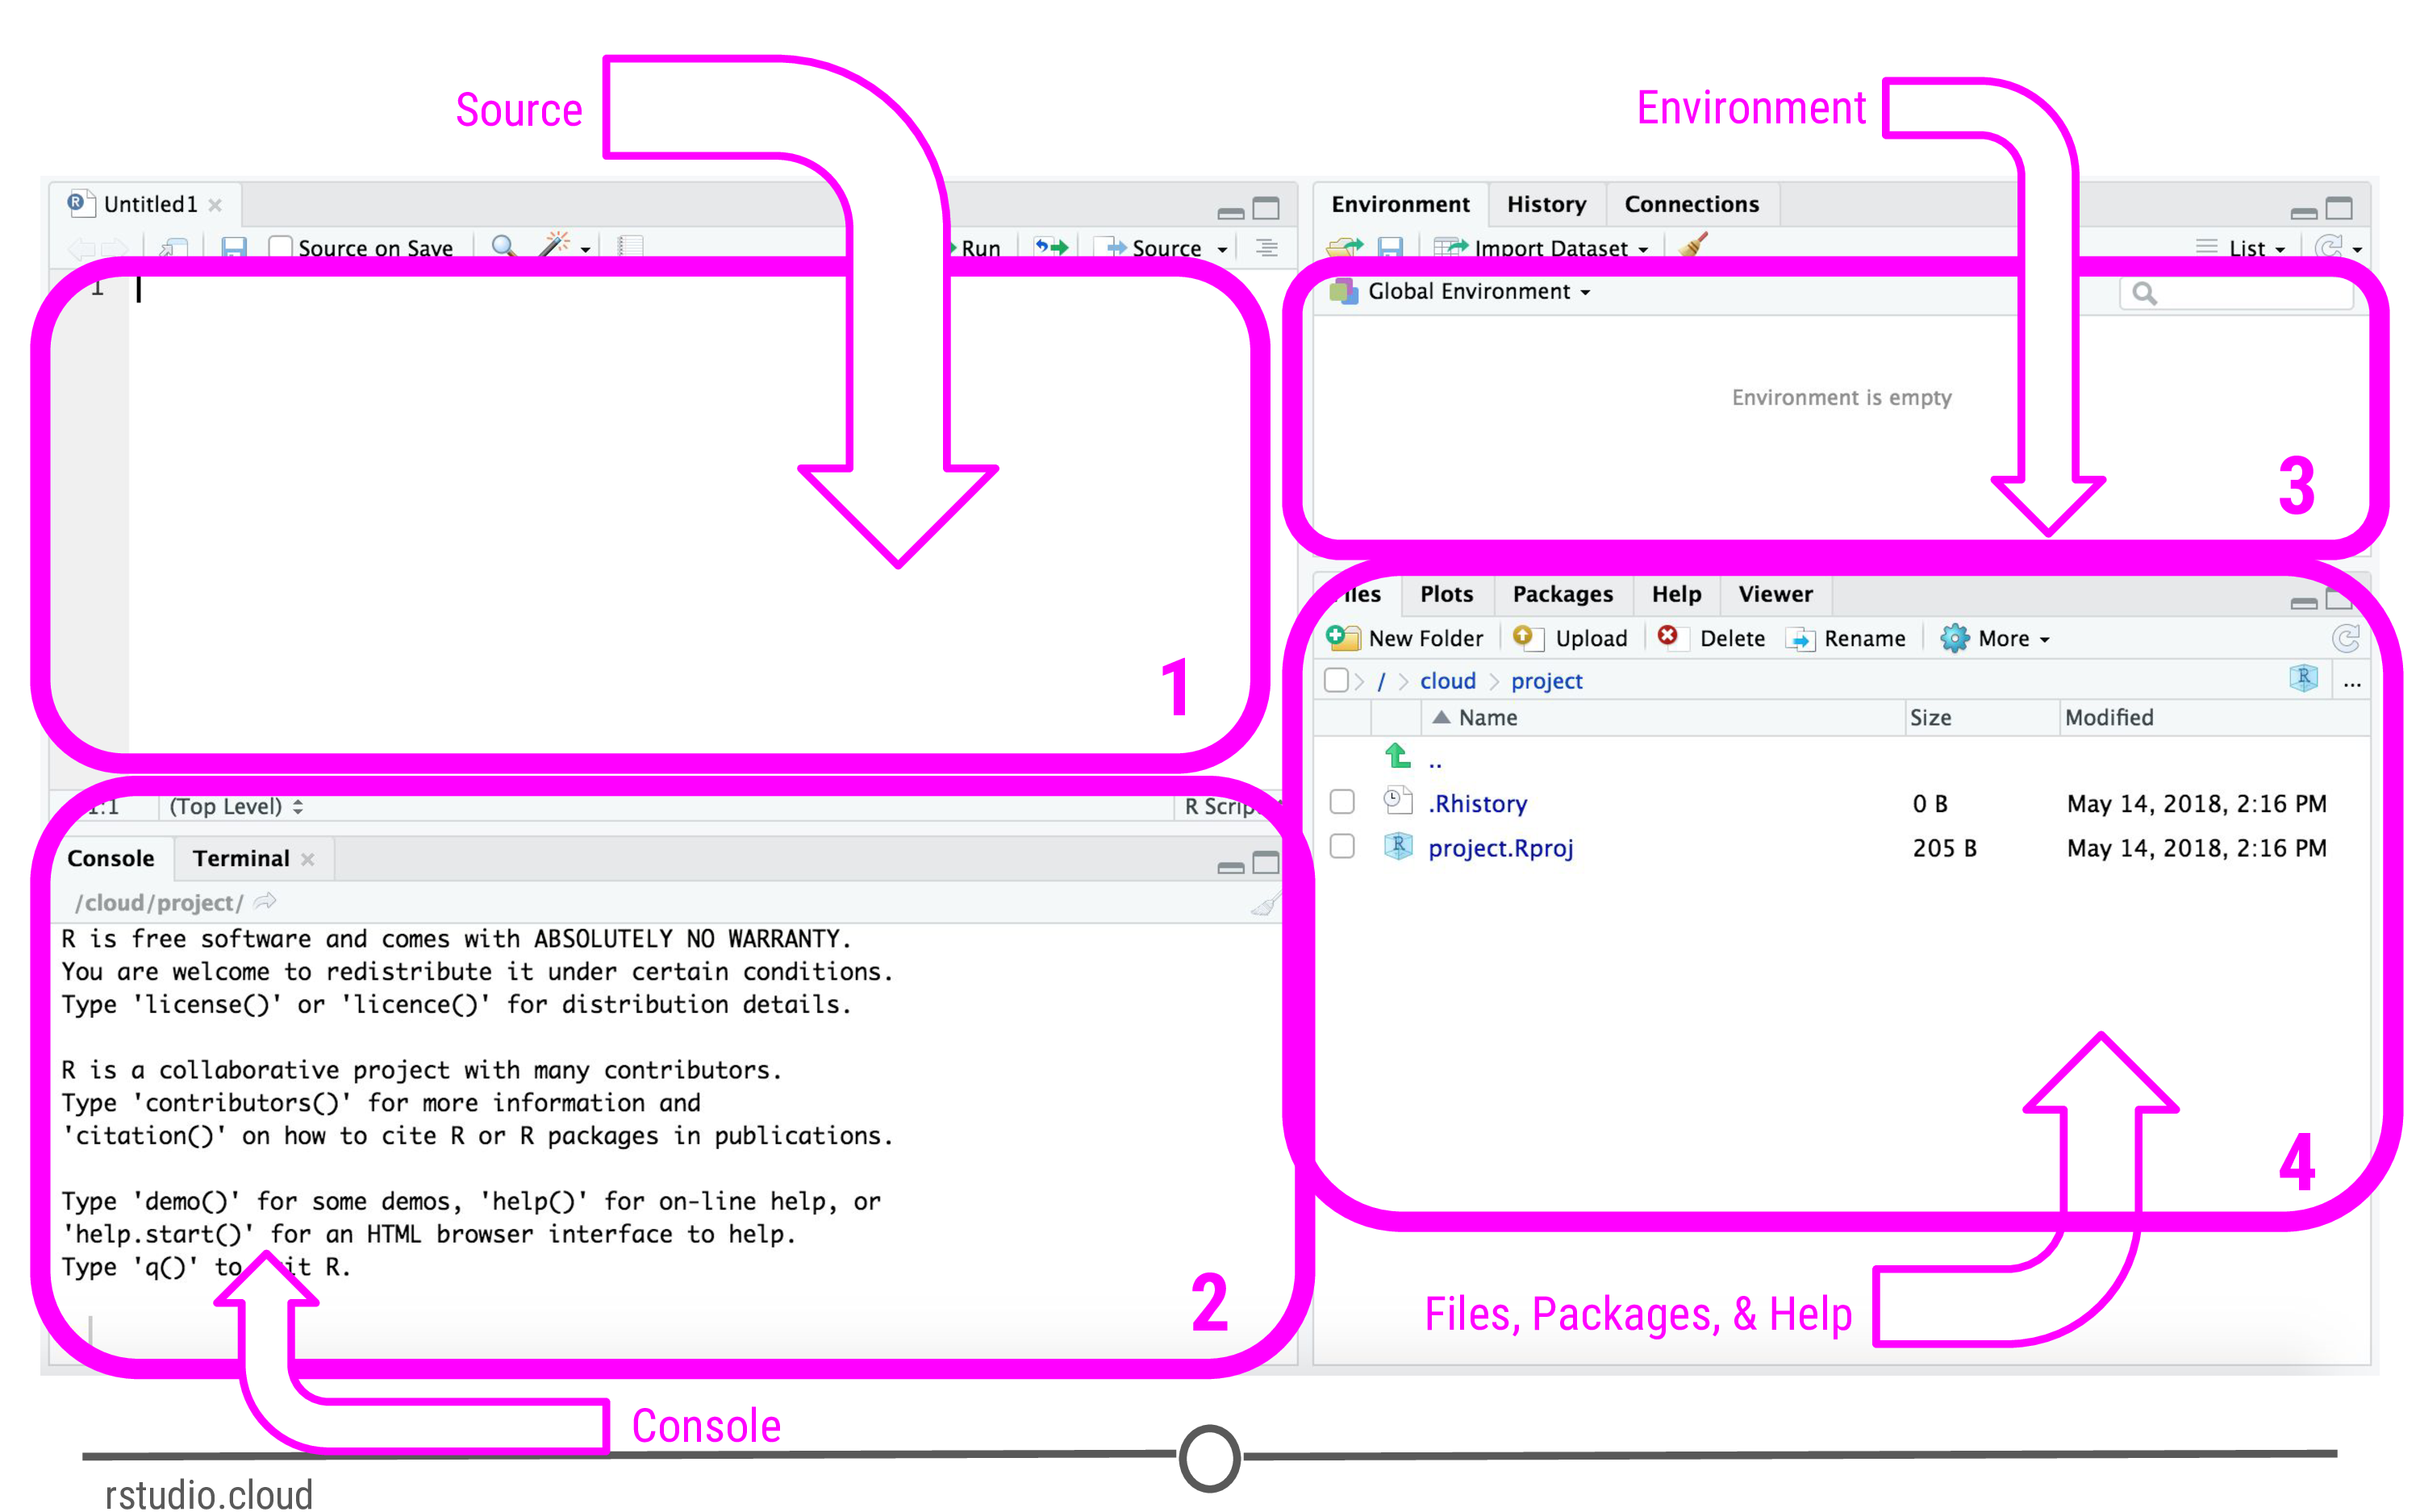 Source
Environment
Untitled1
Source on Save
Run
Source
1
1
1:1
(Top Level)
R Script
Console
Terminal
/cloud/project/
R is free software and comes with ABSOLUTELY NO WARRANTY.
You are welcome to redistribute it under certain conditions.
Type 'license()' or 'licence()' for distribution details.
R is a collaborative project with many contributors.
Type 'contributors()' for more information and
'citation()' on how to cite R or R packages in publications.
Type 'demo()' for some demos, 'help()' for on-line help, or
'help.start()' for an HTML browser interface to help.
Type 'q()' to quit R.
2
Console
Environment History Connections
Import Dataset
List
Global Environment
Environment is empty
3
Files Plots Packages Help Viewer
New Folder Upload Delete Rename More
/ cloud project
...
Name Size Modified
..
.Rhistory 0 B May 14, 2018, 2:16 PM
project.Rproj 205 B May 14, 2018, 2:16 PM
4
Files, Packages, & Help
rstudio.cloud